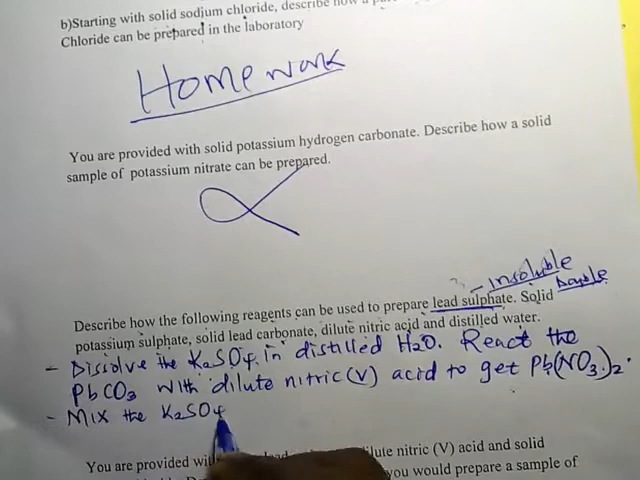 b)Starting with solid sodium chloride, describe how a
Chloride can be prepared in the laboratory
Home work
You are provided with solid potassium hydrogen carbonate. Describe how a solid
sample of potassium nitrate can be prepared.
- Insoluble
Describe how the following reagents can be used to prepare lead sulphate. Solid
potassium sulphate, solid lead carbonate, dilute nitric acid and distilled water.
- Dissolve the K2SO4 in distilled H2O. React the
PbCO3 with dilute nitric (V) acid to get Pb(NO3)2.
- Mix the K2SO4
You are provided dilute nitric (V) acid and solid
you would prepare a sample of